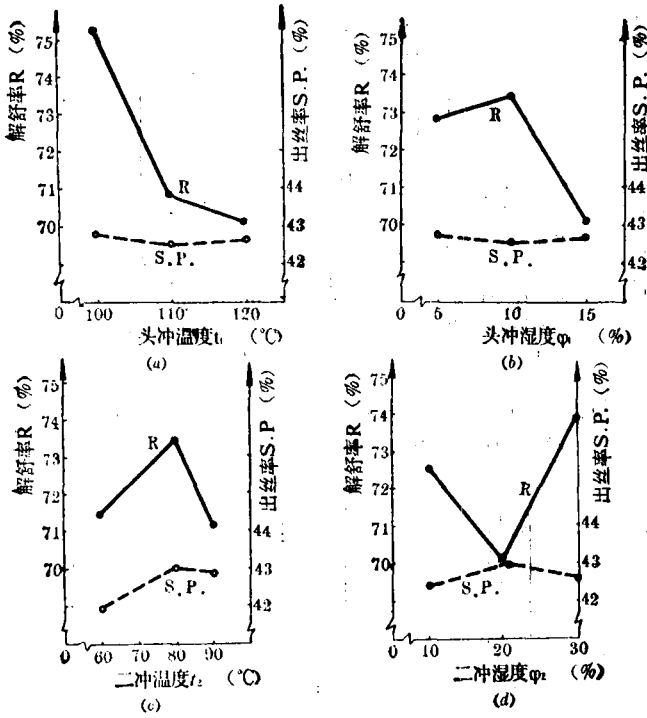 解舒率R (%)
75
74
73
72
71
70
0
R
S.P.
出丝率S.P. (%)
44
43
42
100 110 120 (℃)
头冲温度t₁
(a)
解舒率R (%)
75
74
73
72
71
70
0
R
S.P.
出丝率S.P. (%)
44
43
42
5 10 15
头冲湿度φ₁ (%)
(b)
解舒率R (%)
75
74
73
72
71
70
0
R
S.P.
出丝率S.P. (%)
44
43
42
60 70 80 90
二冲温度t₂ (℃)
(c)
解舒率R (%)
75
74
73
72
71
70
0
R
S.P.
出丝率S.P. (%)
44
43
42
10 20 30
二冲湿度φ₂ (%)
(d)